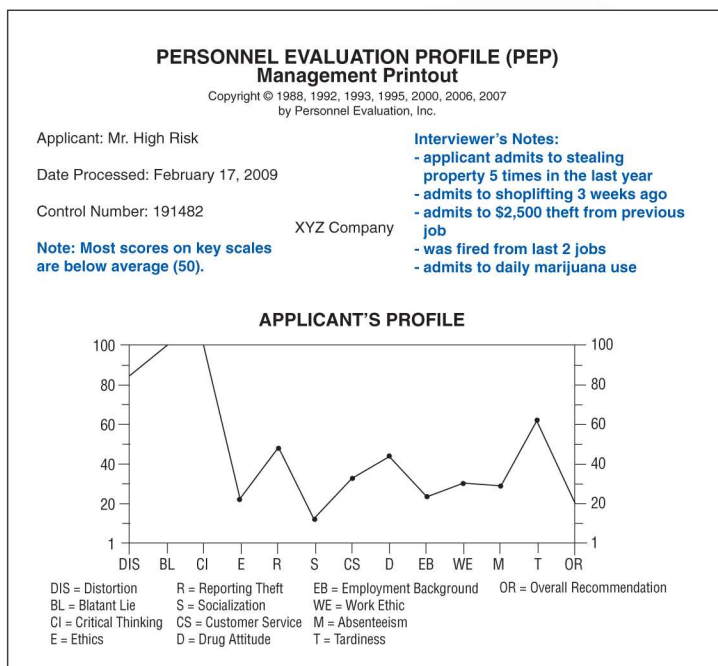 PERSONNEL EVALUATION PROFILE (PEP)
Management Printout
Copyright © 1988, 1992, 1993, 1995, 2000, 2006, 2007
by Personnel Evaluation, Inc.
Applicant: Mr. High Risk
Date Processed: February 17, 2009
Control Number: 191482
XYZ Company
Note: Most scores on key scales
are below average (50).
Interviewer's Notes:
- applicant admits to stealing
property 5 times in the last year
- admits to shoplifting 3 weeks ago
- admits to $2,500 theft from previous
job
- was fired from last 2 jobs
- admits to daily marijuana use
APPLICANT'S PROFILE
100 100
80 80
60 60
40 40
20 20
1 1
DIS BL CI E R S CS D EB WE M T OR
DIS = Distortion R = Reporting Theft EB = Employment Background OR = Overall Recommendation
BL = Blatant Lie S = Socialization WE = Work Ethic
CI = Critical Thinking CS = Customer Service M = Absenteeism
E = Ethics D = Drug Attitude T = Tardiness